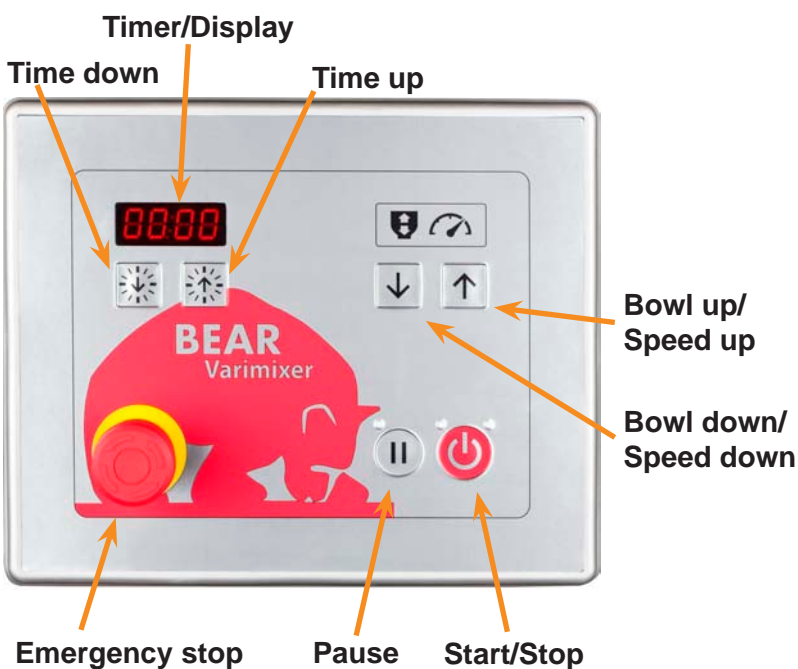 Timer/Display
Time down
Time up
00:00
BEAR
Varimixer
Bowl up/
Speed up
Bowl down/
Speed down
Emergency stop
Pause
Start/Stop